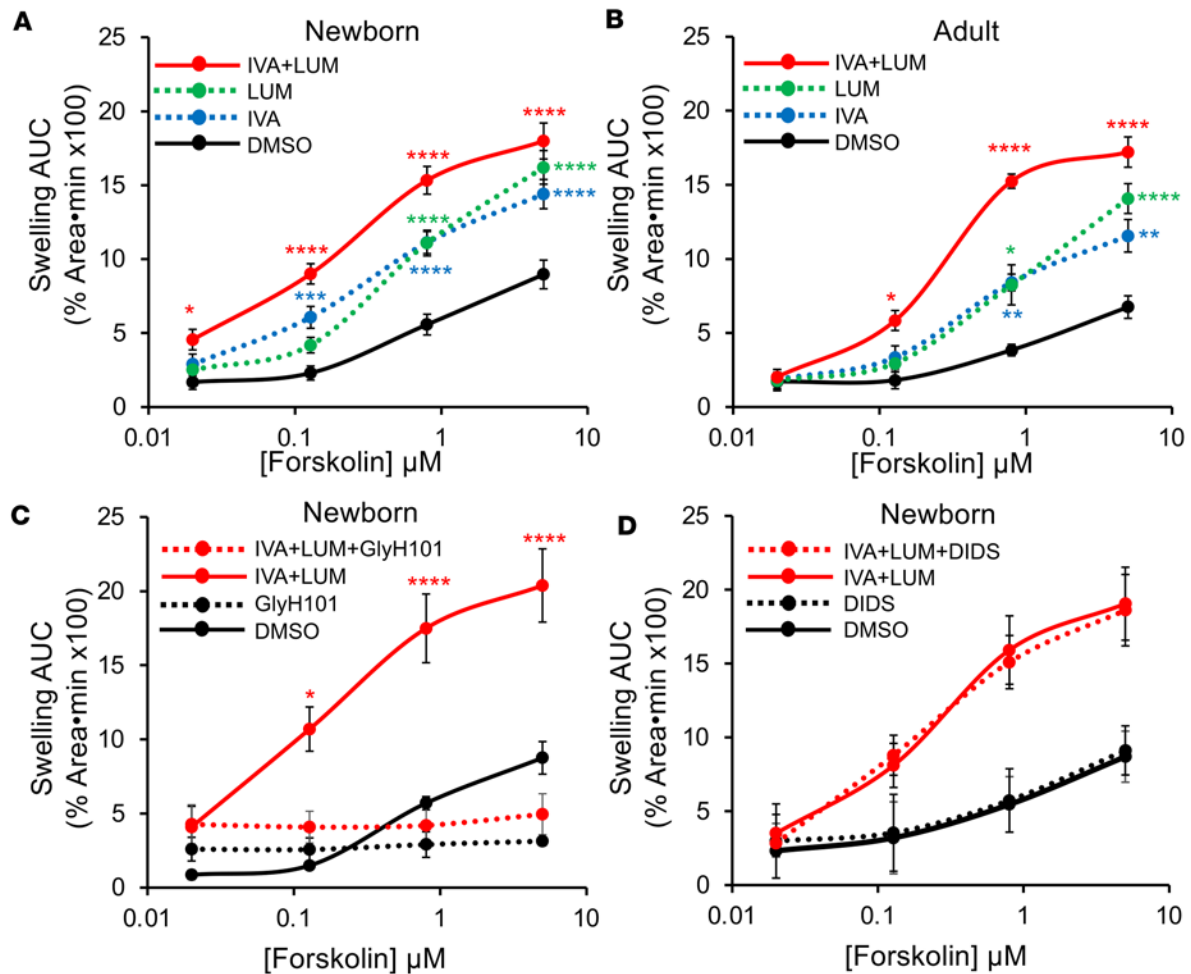 A
Newborn
Swelling AUC
(% Area•min x100)
25
20
15
10
5
0
IVA+LUM
LUM
IVA
DMSO
*
****
***
****
****
****
****
****
****
0.01
0.1
1
10
[Forskolin] µM
B
Adult
Swelling AUC
(% Area•min x100)
25
20
15
10
5
0
IVA+LUM
LUM
IVA
DMSO
*
****
*
**
****
****
**
0.01
0.1
1
10
[Forskolin] µM
C
Newborn
Swelling AUC
(% Area•min x100)
25
20
15
10
5
0
IVA+LUM+GlyH101
IVA+LUM
GlyH101
DMSO
*
****
****
0.01
0.1
1
10
[Forskolin] µM
D
Newborn
Swelling AUC
(% Area•min x100)
25
20
15
10
5
0
IVA+LUM+DIDS
IVA+LUM
DIDS
DMSO
0.01
0.1
1
10
[Forskolin] µM